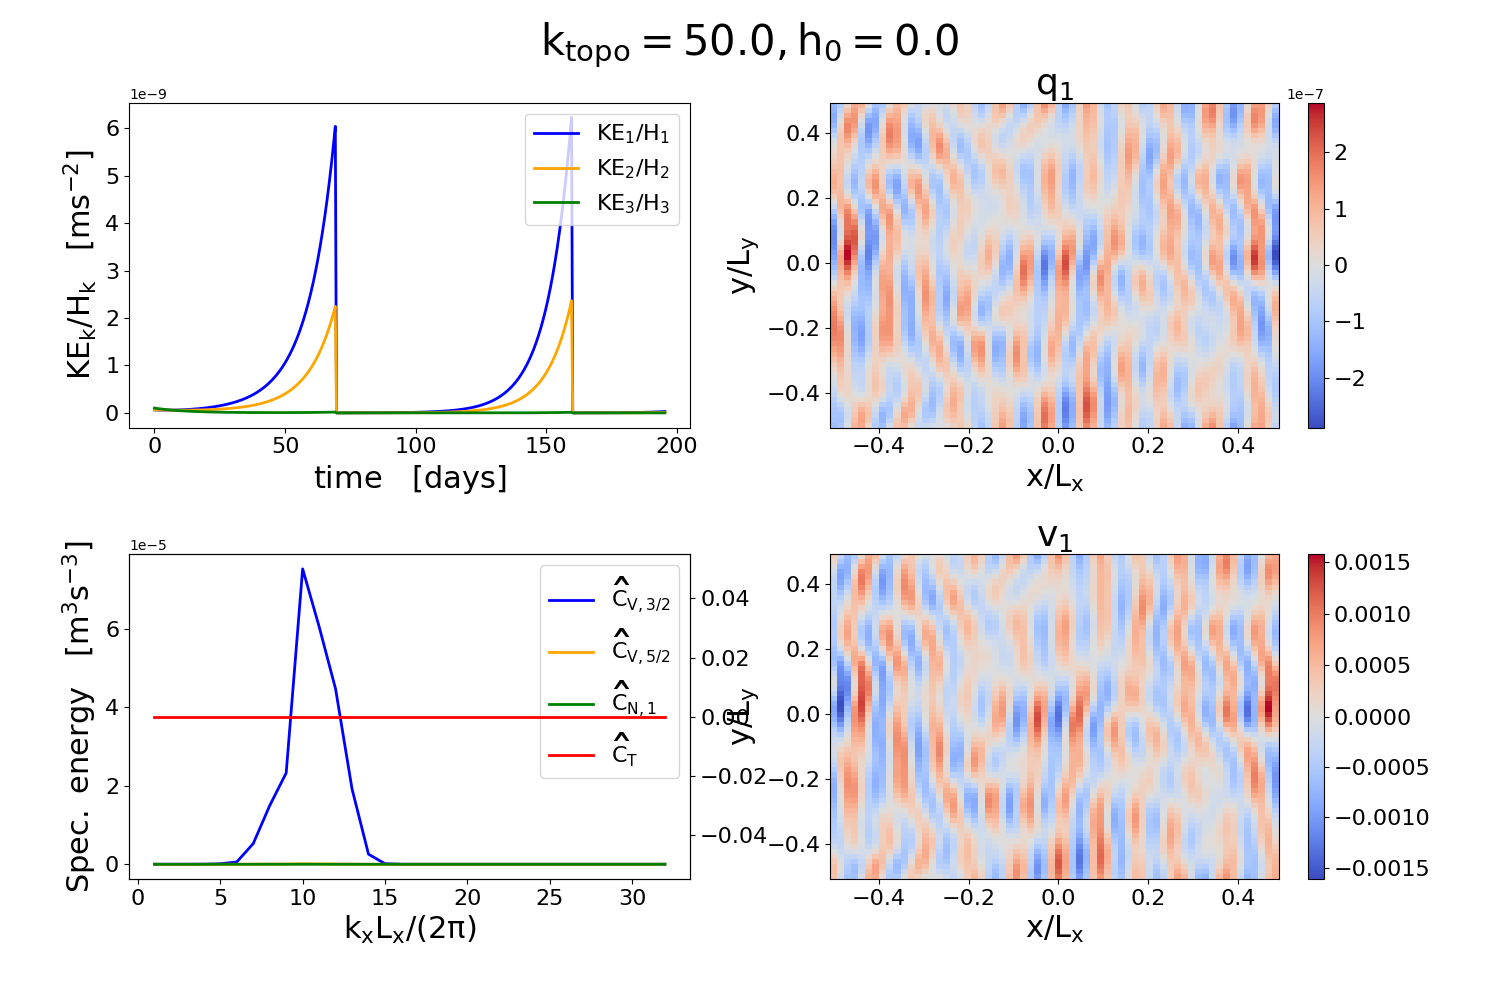 k_topo = 50.0, h_0 = 0.0
1e−9
6
5
4
3
2
1
0
KE_k/H_k [ms^−2]
0 50 100 150 200
time [days]
KE_1/H_1
KE_2/H_2
KE_3/H_3
q_1
1e−7
0.4
0.2
0.0
−0.2
−0.4
y/L_y
−0.4 −0.2 0.0 0.2 0.4
x/L_x
2
1
0
−1
−2
1e−5
6
4
2
0
Spec. energy [m^3s^−3]
0 5 10 15 20 25 30
k_xL_x/(2π)
Ĉ_V,3/2
Ĉ_V,5/2
Ĉ_N,1
Ĉ_T
0.04
0.02
0.00
−0.02
−0.04
v_1
0.4
0.2
0.0
−0.2
−0.4
y/L_y
−0.4 −0.2 0.0 0.2 0.4
x/L_x
0.0015
0.0010
0.0005
0.0000
−0.0005
−0.0010
−0.0015